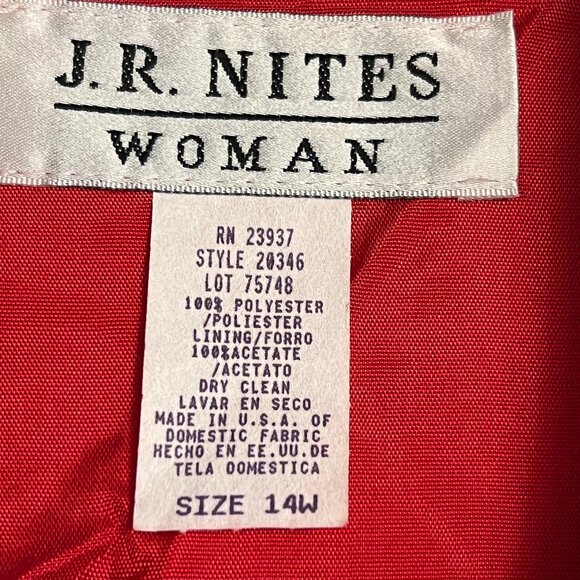 J.R. NITES
WOMAN
RN 23937
STYLE 20346
LOT 75748
100% POLYESTER
/POLIESTER
LINING/FORRO
100%ACETATE
/ACETATO
DRY CLEAN
LAVAR EN SECO
MADE IN U.S.A. OF
DOMESTIC FABRIC
HECHO EN EE.UU.DE
TELA DOMESTICA
SIZE 14W